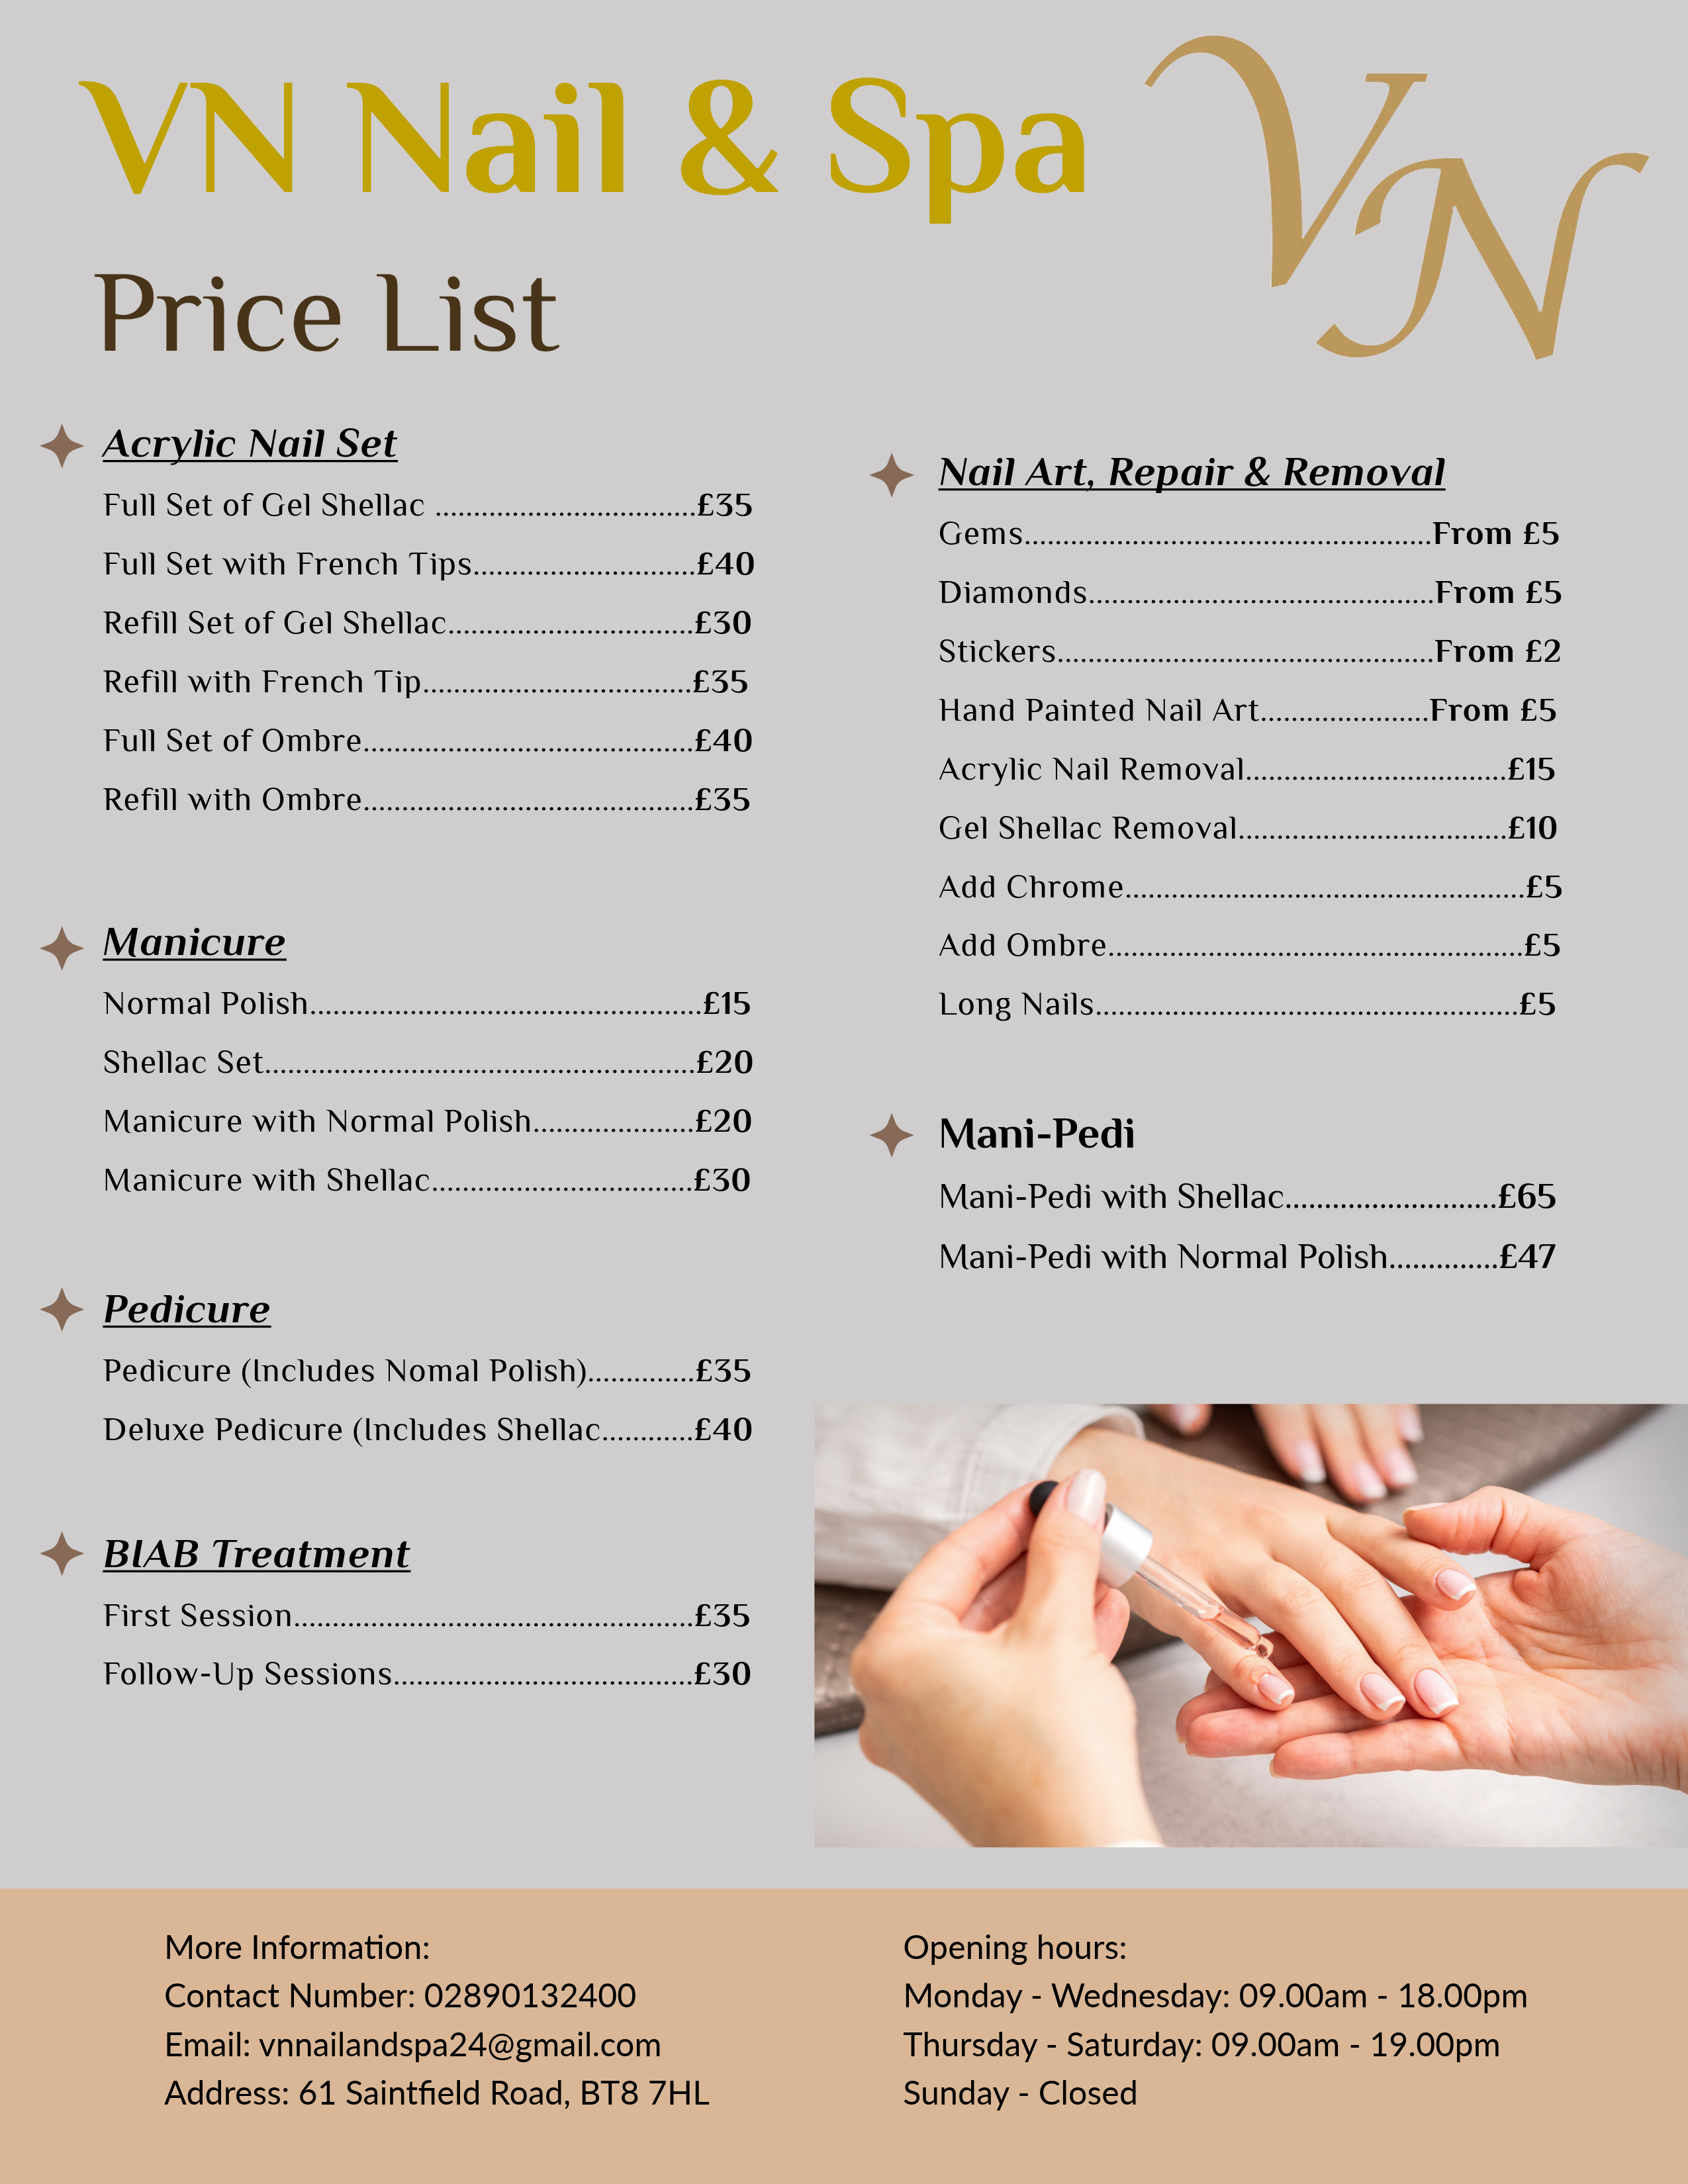 VN Nail & Spa
VN
Price List
Acrylic Nail Set
Full Set of Gel Shellac ..................................£35
Full Set with French Tips.............................£40
Refill Set of Gel Shellac................................£30
Refill with French Tip...................................£35
Full Set of Ombre...........................................£40
Refill with Ombre...........................................£35
Manicure
Normal Polish...................................................£15
Shellac Set........................................................£20
Manicure with Normal Polish.....................£20
Manicure with Shellac..................................£30
Pedicure
Pedicure (Includes Nomal Polish)..............£35
Deluxe Pedicure (Includes Shellac............£40
BIAB Treatment
First Session....................................................£35
Follow-Up Sessions.......................................£30
Nail Art, Repair & Removal
Gems.....................................................From £5
Diamonds.............................................From £5
Stickers.................................................From £2
Hand Painted Nail Art......................From £5
Acrylic Nail Removal..................................£15
Gel Shellac Removal...................................£10
Add Chrome....................................................£5
Add Ombre......................................................£5
Long Nails.......................................................£5
Mani-Pedi
Mani-Pedi with Shellac...........................£65
Mani-Pedi with Normal Polish..............£47
More Information:
Contact Number: 02890132400
Email: vnnailandspa24@gmail.com
Address: 61 Saintfield Road, BT8 7HL
Opening hours:
Monday - Wednesday: 09.00am - 18.00pm
Thursday - Saturday: 09.00am - 19.00pm
Sunday - Closed